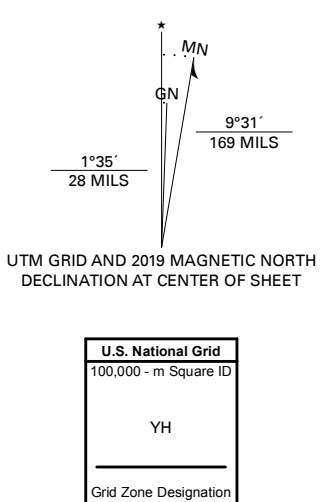 ★
MN
GN
9°31´
169 MILS
1°35´
28 MILS
UTM GRID AND 2019 MAGNETIC NORTH
DECLINATION AT CENTER OF SHEET
U.S. National Grid
100,000 - m Square ID
YH
Grid Zone Designation